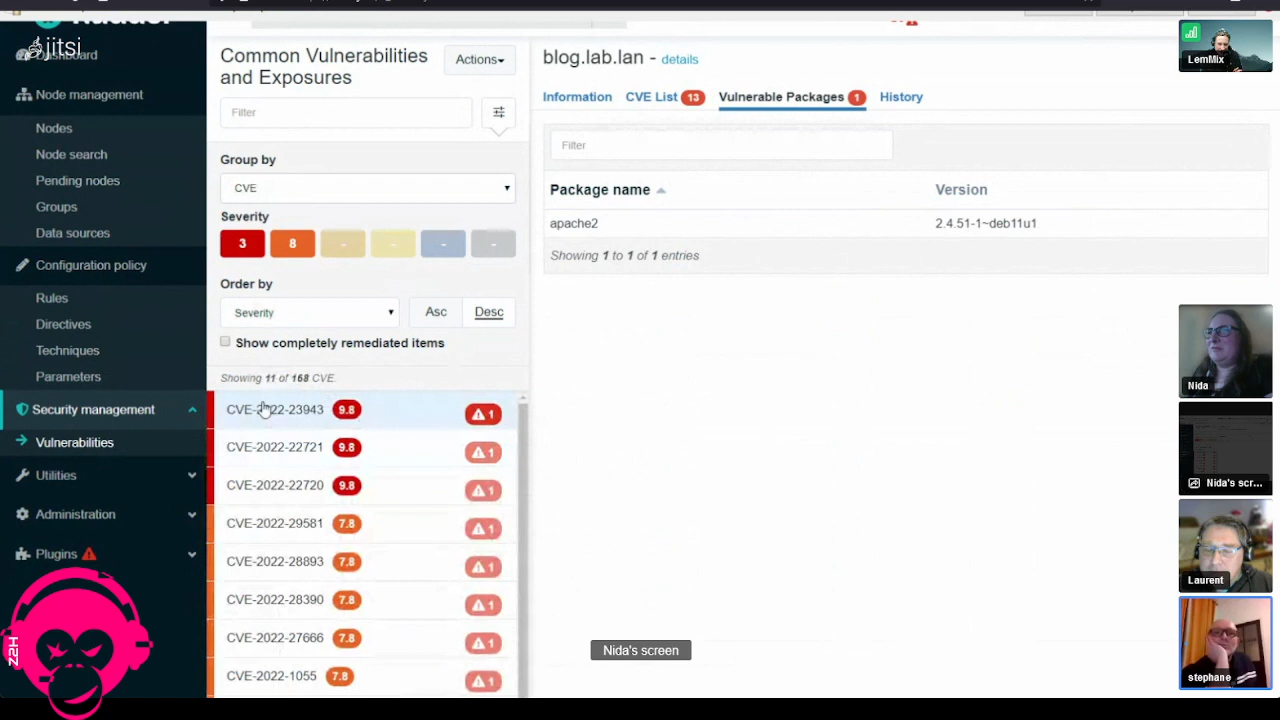 jitsi
Dashboard
Node management
Nodes
Node search
Pending nodes
Groups
Data sources
Configuration policy
Rules
Directives
Techniques
Parameters
Security management
Vulnerabilities
Utilities
Administration
Plugins
Z2H
Common Vulnerabilities
and Exposures
Actions
Filter
Group by
CVE
Severity
3 8 - - - -
Order by
Severity Asc Desc
Show completely remediated items
Showing 11 of 168 CVE.
CVE-2022-23943 9.8 1
CVE-2022-22721 9.8 1
CVE-2022-22720 9.8 1
CVE-2022-29581 7.8 1
CVE-2022-28893 7.8 1
CVE-2022-28390 7.8 1
CVE-2022-27666 7.8 1
CVE-2022-1055 7.8 1
blog.lab.lan - details
Information CVE List 13 Vulnerable Packages 1 History
Filter
Package name Version
apache2 2.4.51-1~deb11u1
Showing 1 to 1 of 1 entries
Nida's screen
LemMix
Nida
Nida's scr...
Laurent
stephane